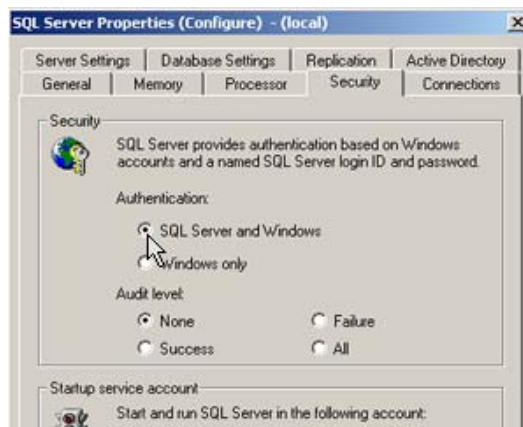 SQL Server Properties (Configure) - (local)
Server Settings Database Settings Replication Active Directory
General Memory Processor Security Connections
Security
SQL Server provides authentication based on Windows
accounts and a named SQL Server login ID and password.
Authentication:
SQL Server and Windows
Windows only
Audit level:
None Failure
Success All
Startup service account
Start and run SQL Server in the following account: